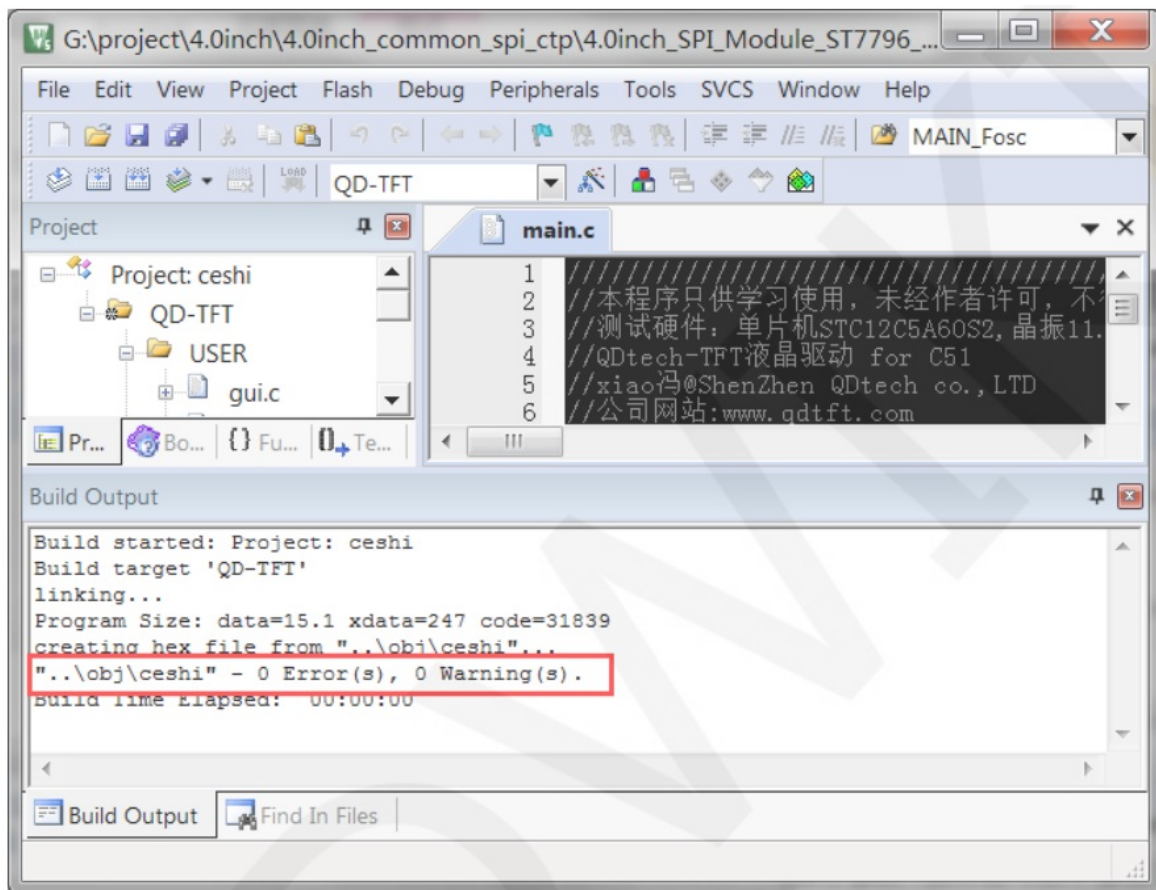 G:\project\4.0inch\4.0inch_common_spi_ctp\4.0inch_SPI_Module_ST7796_...
File Edit View Project Flash Debug Peripherals Tools SVCS Window Help
MAIN_Fosc
LOAD
QD-TFT
Project
main.c
Project: ceshi
QD-TFT
USER
gui.c
Pr...
Bo...
{} Fu...
Te...
1 ////////////////////////////////////
2 //本程序只供学习使用，未经作者许可，不
3 //测试硬件：单片机STC12C5A60S2,晶振11.
4 //QDtech-TFT液晶驱动 for C51
5 //xiao冯@ShenZhen QDtech co.,LTD
6 //公司网站:www.qdtft.com
Build Output
Build started: Project: ceshi
Build target 'QD-TFT'
linking...
Program Size: data=15.1 xdata=247 code=31839
creating hex file from "..\obj\ceshi"...
"..\obj\ceshi" - 0 Error(s), 0 Warning(s).
Build Time Elapsed: 00:00:00
Build Output
Find In Files